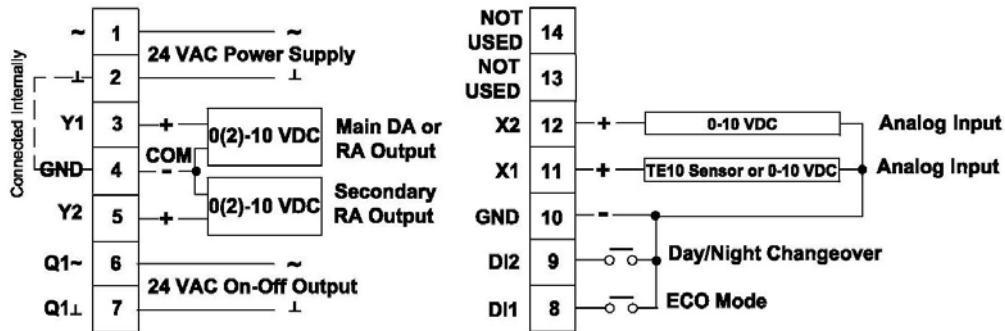 ~ 1 ~
24 VAC Power Supply
⊥ 2 ⊥
Connected Internally
Y1 3 + 0(2)-10 VDC Main DA or
RA Output
GND 4 COM -
Y2 5 + 0(2)-10 VDC Secondary
RA Output
Q1~ 6 ~
24 VAC On-Off Output
Q1⊥ 7 ⊥
NOT
USED 14
NOT
USED 13
X2 12 + 0-10 VDC Analog Input
X1 11 + TE10 Sensor or 0-10 VDC Analog Input
GND 10 -
DI2 9 Day/Night Changeover
DI1 8 ECO Mode